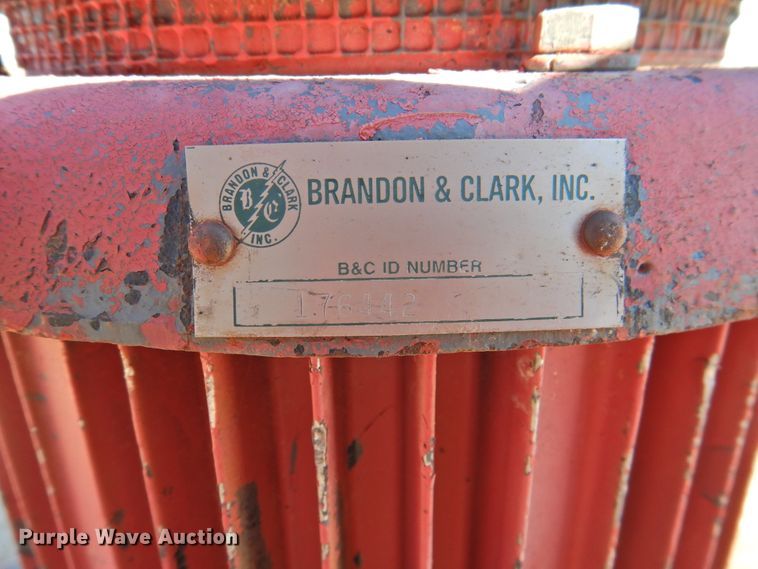 BRANDON & CLARK
B C
INC.
BRANDON & CLARK, INC.
B&C ID NUMBER
176442
Purple Wave Auction